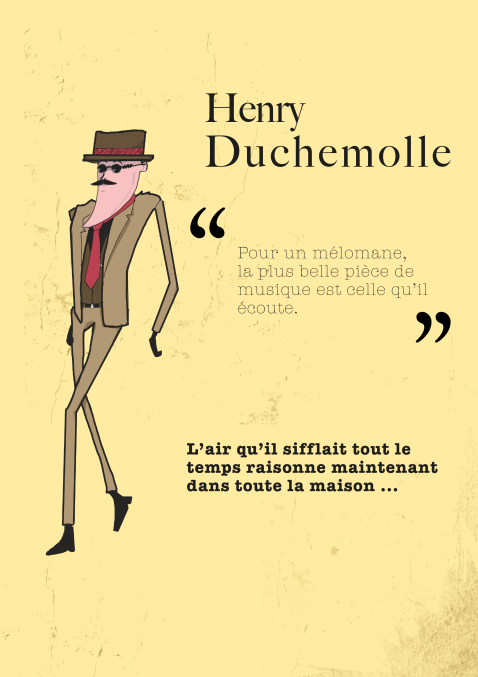 Henry
Duchemolle
“
Pour un mélomane,
la plus belle pièce de
musique est celle qu’il
écoute.
”
L’air qu’il sifflait tout le
temps raisonne maintenant
dans toute la maison ...